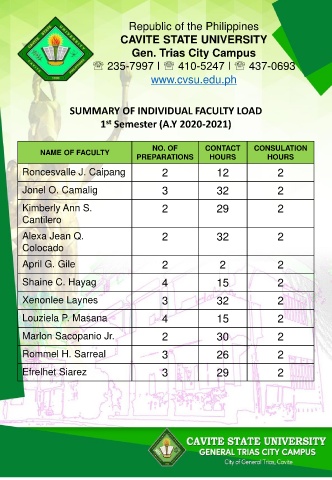 Republic of the Philippines
CAVITE STATE UNIVERSITY
Gen. Trias City Campus
☏ 235-7997 I ☏ 410-5247 I ☏ 437-0693
www.cvsu.edu.ph
SUMMARY OF INDIVIDUAL FACULTY LOAD
1st Semester (A.Y 2020-2021)
NAME OF FACULTY NO. OF PREPARATIONS CONTACT HOURS CONSULATION HOURS
Roncesvalle J. Caipang 2 12 2
Jonel O. Camalig 3 32 2
Kimberly Ann S. Cantilero 2 29 2
Alexa Jean Q. Colocado 2 32 2
April G. Gile 2 2 2
Shaine C. Hayag 4 15 2
Xenonlee Laynes 3 32 2
Louziela P. Masana 4 15 2
Marlon Sacopanio Jr. 2 30 2
Rommel H. Sarreal 3 26 2
Efrelhet Siarez 3 29 2
CAVITE STATE UNIVERSITY
GENERAL TRIAS CITY CAMPUS
City of General Trias, Cavite